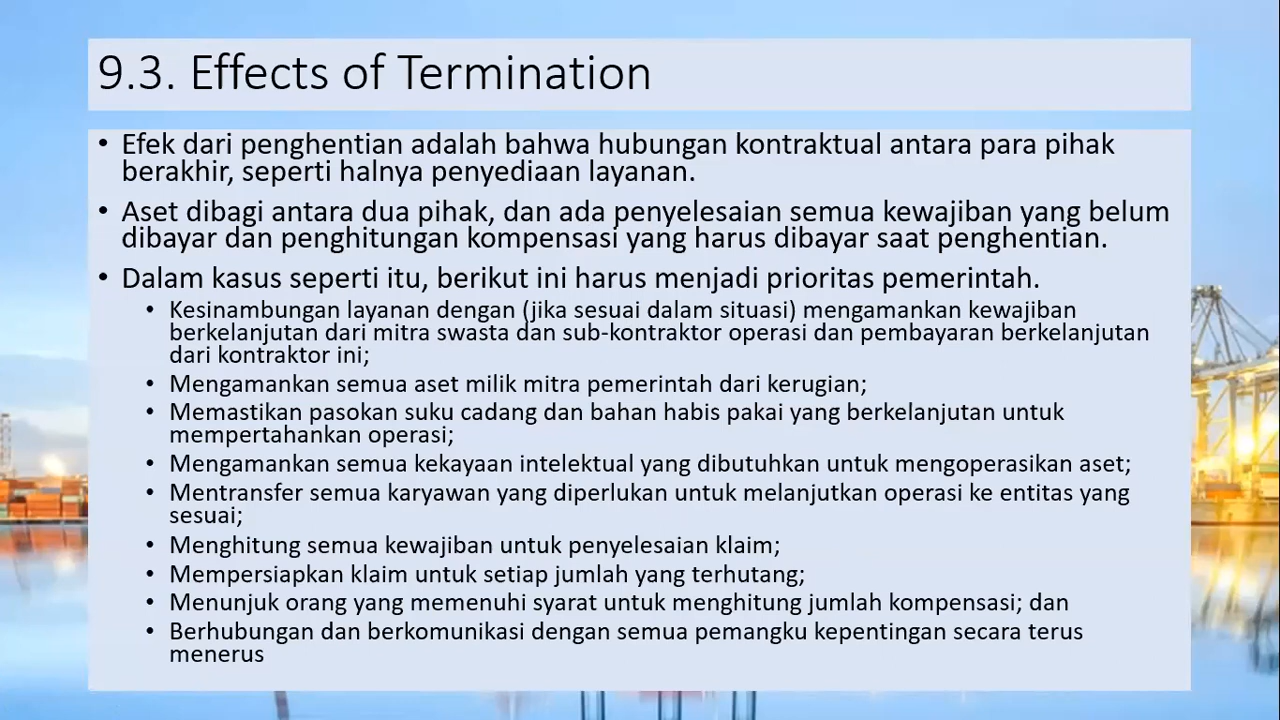 9.3. Effects of Termination
• Efek dari penghentian adalah bahwa hubungan kontraktual antara para pihak
berakhir, seperti halnya penyediaan layanan.
• Aset dibagi antara dua pihak, dan ada penyelesaian semua kewajiban yang belum
dibayar dan penghitungan kompensasi yang harus dibayar saat penghentian.
• Dalam kasus seperti itu, berikut ini harus menjadi prioritas pemerintah.
• Kesinambungan layanan dengan (jika sesuai dalam situasi) mengamankan kewajiban
berkelanjutan dari mitra swasta dan sub-kontraktor operasi dan pembayaran berkelanjutan
dari kontraktor ini;
• Mengamankan semua aset milik mitra pemerintah dari kerugian;
• Memastikan pasokan suku cadang dan bahan habis pakai yang berkelanjutan untuk
mempertahankan operasi;
• Mengamankan semua kekayaan intelektual yang dibutuhkan untuk mengoperasikan aset;
• Mentransfer semua karyawan yang diperlukan untuk melanjutkan operasi ke entitas yang
sesuai;
• Menghitung semua kewajiban untuk penyelesaian klaim;
• Mempersiapkan klaim untuk setiap jumlah yang terhutang;
• Menunjuk orang yang memenuhi syarat untuk menghitung jumlah kompensasi; dan
• Berhubungan dan berkomunikasi dengan semua pemangku kepentingan secara terus
menerus